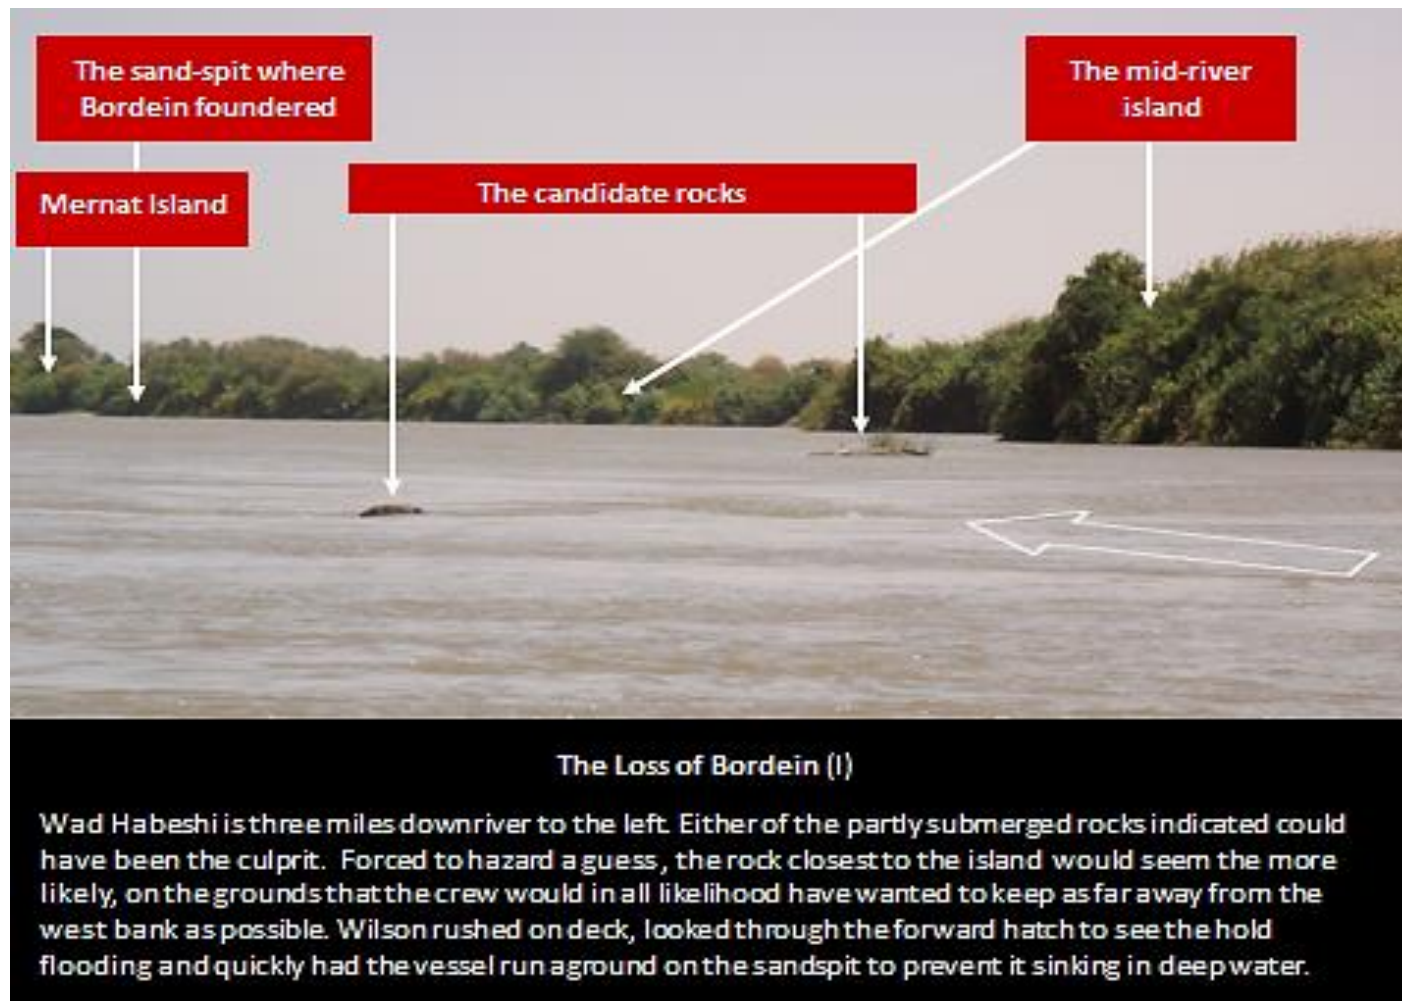 The sand-spit where
Bordein foundered
The mid-river
island
Mernat Island
The candidate rocks
The Loss of Bordein (I)
Wad Habeshi is three miles downriver to the left. Either of the partly submerged rocks indicated could
have been the culprit. Forced to hazard a guess, the rock closest to the island would seem the more
likely, on the grounds that the crew would in all likelihood have wanted to keep as far away from the
west bank as possible. Wilson rushed on deck, looked through the forward hatch to see the hold
flooding and quickly had the vessel run aground on the sandspit to prevent it sinking in deep water.